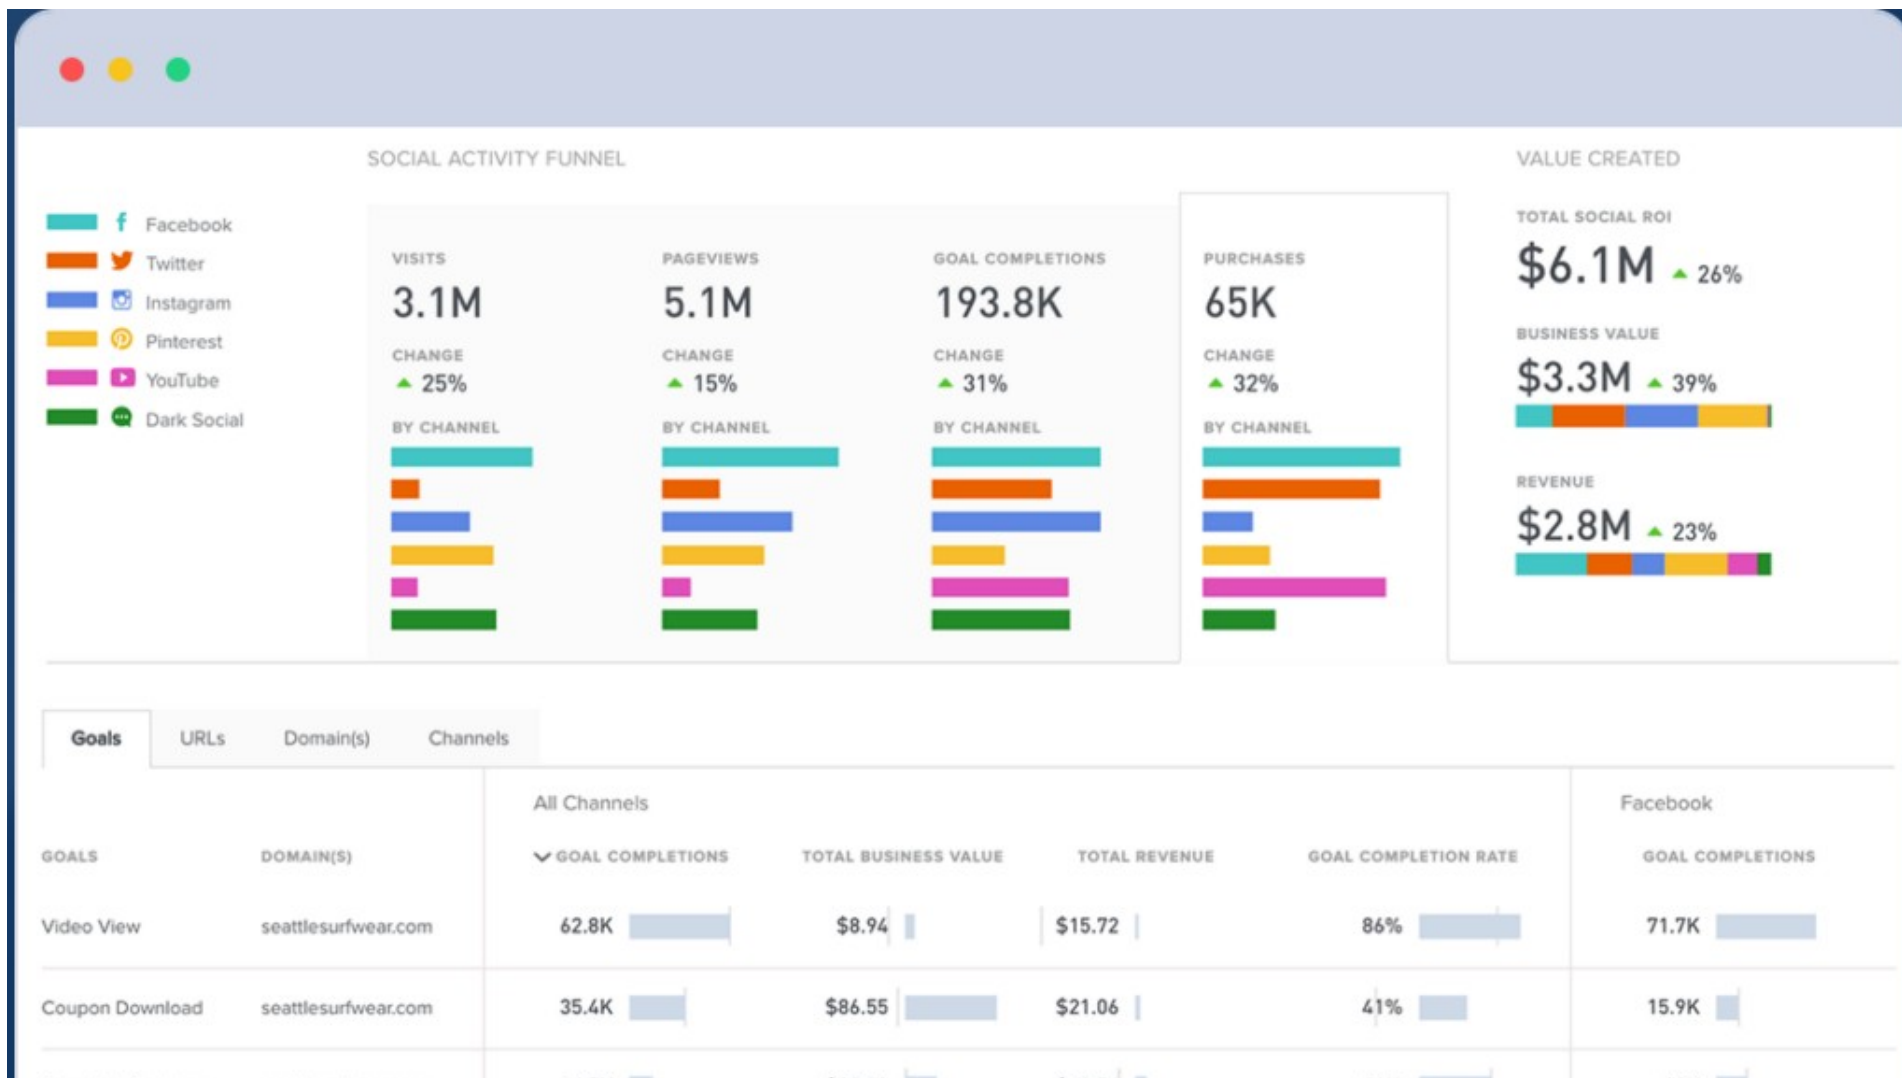 SOCIAL ACTIVITY FUNNEL
VALUE CREATED
Facebook
Twitter
Instagram
Pinterest
YouTube
Dark Social
VISITS
3.1M
CHANGE
25%
BY CHANNEL
PAGEVIEWS
5.1M
CHANGE
15%
BY CHANNEL
GOAL COMPLETIONS
193.8K
CHANGE
31%
BY CHANNEL
PURCHASES
65K
CHANGE
32%
BY CHANNEL
TOTAL SOCIAL ROI
$6.1M 26%
BUSINESS VALUE
$3.3M 39%
REVENUE
$2.8M 23%
Goals URLs Domain(s) Channels
All Channels Facebook
GOALS DOMAIN(S) GOAL COMPLETIONS TOTAL BUSINESS VALUE TOTAL REVENUE GOAL COMPLETION RATE GOAL COMPLETIONS
Video View seattlesurfwear.com 62.8K $8.94 $15.72 86% 71.7K
Coupon Download seattlesurfwear.com 35.4K $86.55 $21.06 41% 15.9K